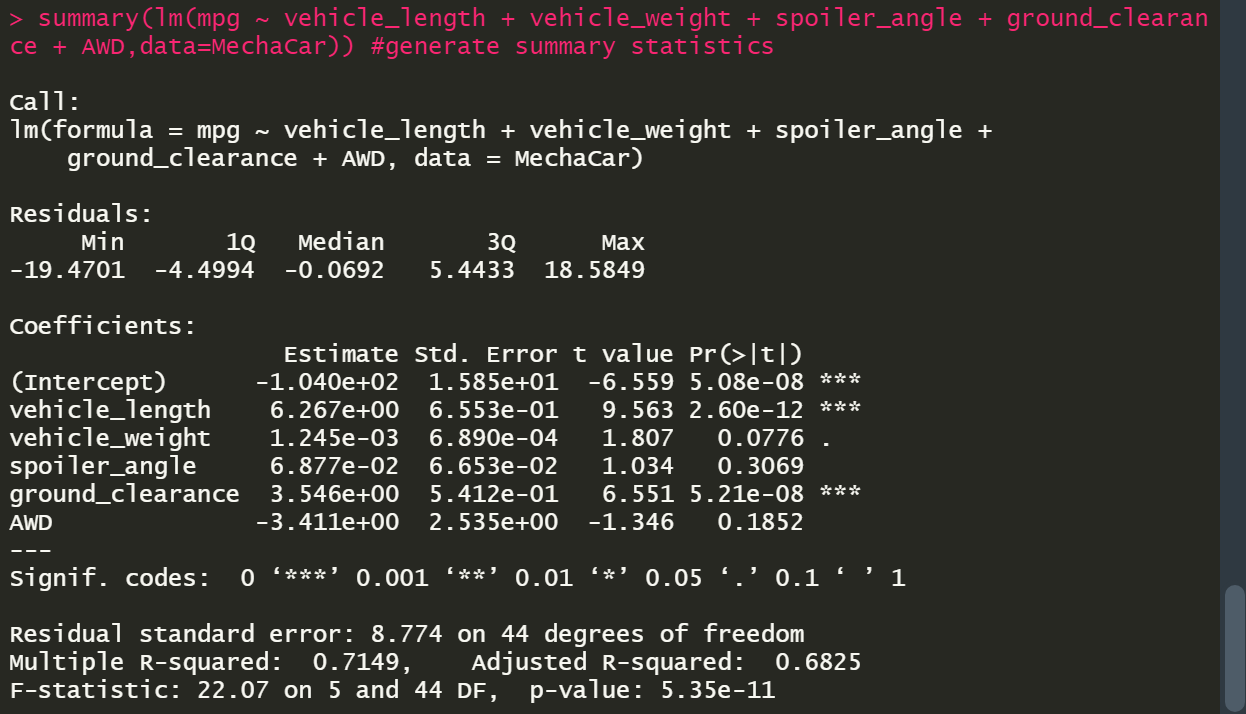 > summary(lm(mpg ~ vehicle_length + vehicle_weight + spoiler_angle + ground_clearan
ce + AWD,data=MechaCar)) #generate summary statistics
Call:
lm(formula = mpg ~ vehicle_length + vehicle_weight + spoiler_angle +
    ground_clearance + AWD, data = MechaCar)
Residuals:
     Min       1Q   Median       3Q      Max
-19.4701  -4.4994  -0.0692   5.4433  18.5849
Coefficients:
                   Estimate Std. Error t value Pr(>|t|)
(Intercept)      -1.040e+02  1.585e+01  -6.559 5.08e-08 ***
vehicle_length    6.267e+00  6.553e-01   9.563 2.60e-12 ***
vehicle_weight    1.245e-03  6.890e-04   1.807   0.0776 .
spoiler_angle     6.877e-02  6.653e-02   1.034   0.3069
ground_clearance  3.546e+00  5.412e-01   6.551 5.21e-08 ***
AWD              -3.411e+00  2.535e+00  -1.346   0.1852
---
Signif. codes:  0 ‘***’ 0.001 ‘**’ 0.01 ‘*’ 0.05 ‘.’ 0.1 ‘ ’ 1
Residual standard error: 8.774 on 44 degrees of freedom
Multiple R-squared:  0.7149,    Adjusted R-squared:  0.6825
F-statistic: 22.07 on 5 and 44 DF,  p-value: 5.35e-11